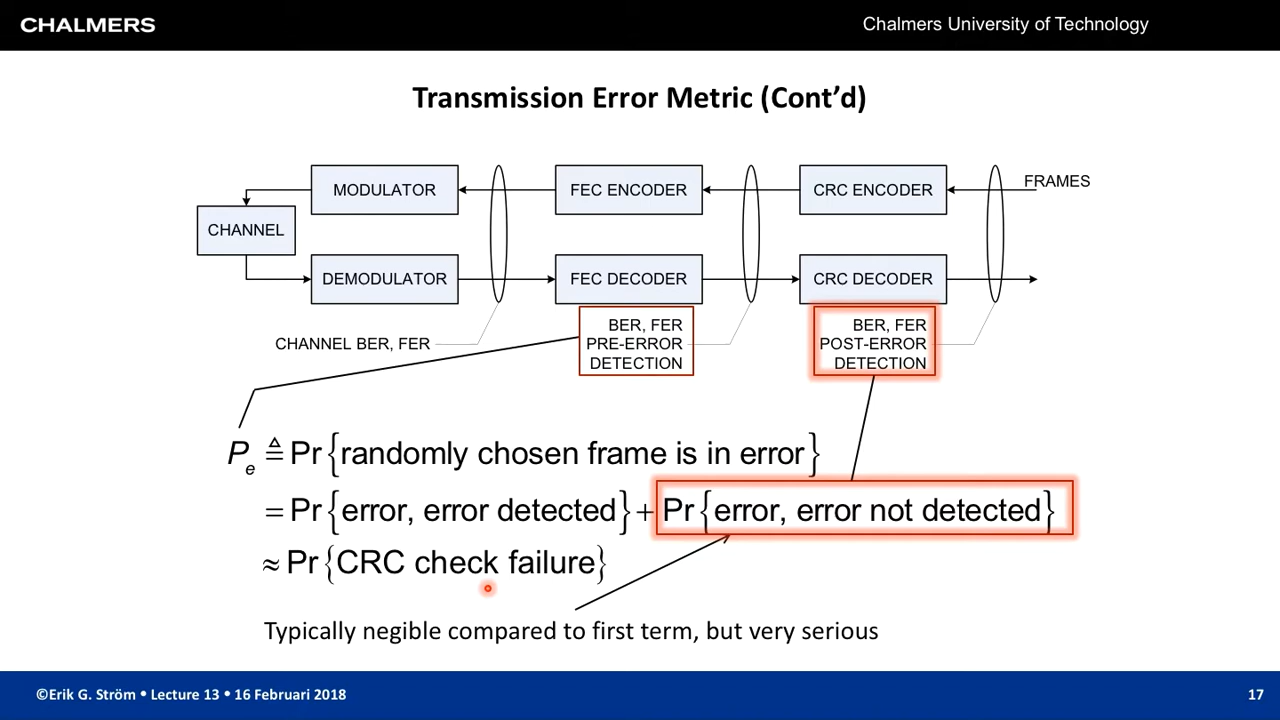 CHALMERS
Chalmers University of Technology
Transmission Error Metric (Cont’d)
MODULATOR
FEC ENCODER
CRC ENCODER
FRAMES
CHANNEL
DEMODULATOR
FEC DECODER
CRC DECODER
CHANNEL BER, FER
BER, FER
PRE-ERROR
DETECTION
BER, FER
POST-ERROR
DETECTION
Pe ≜ Pr{randomly chosen frame is in error}
= Pr{error, error detected} + Pr{error, error not detected}
≈ Pr{CRC check failure}
Typically negible compared to first term, but very serious
©Erik G. Ström • Lecture 13 • 16 Februari 2018
17